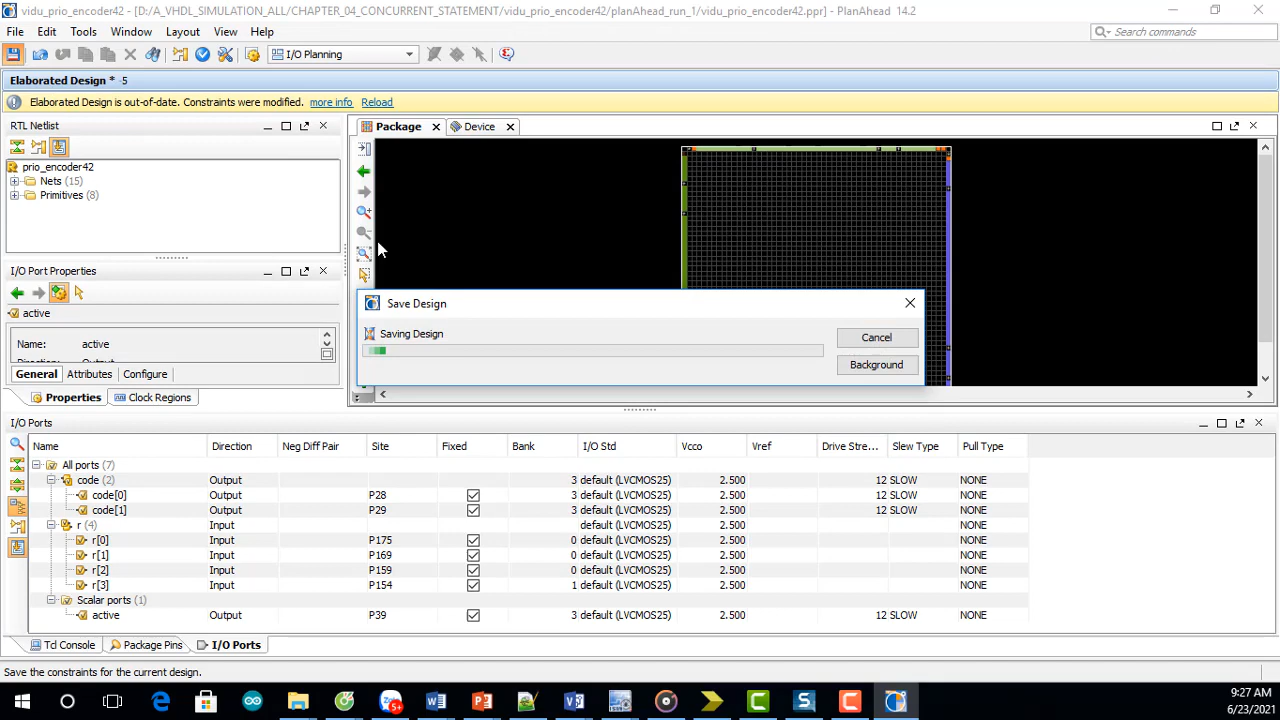 vidu_prio_encoder42 - [D:/A_VHDL_SIMULATION_ALL/CHAPTER_04_CONCURRENT_STATEMENT/vidu_prio_encoder42/planAhead_run_1/vidu_prio_encoder42.ppr] - PlanAhead 14.2
File Edit Tools Window Layout View Help
Search commands
I/O Planning
Elaborated Design * -5
Elaborated Design is out-of-date. Constraints were modified. more info Reload
RTL Netlist
Package
Device
prio_encoder42
Nets (15)
Primitives (8)
I/O Port Properties
active
Name: active
General Attributes Configure
Properties Clock Regions
Save Design
Saving Design
Cancel
Background
I/O Ports
Name Direction Neg Diff Pair Site Fixed Bank I/O Std Vcco Vref Drive Stre... Slew Type Pull Type
All ports (7)
code (2) Output 3 default (LVCMOS25) 2.500 12 SLOW NONE
code[0] Output P28 3 default (LVCMOS25) 2.500 12 SLOW NONE
code[1] Output P29 3 default (LVCMOS25) 2.500 12 SLOW NONE
r (4) Input default (LVCMOS25) 2.500 NONE
r[0] Input P175 0 default (LVCMOS25) 2.500 NONE
r[1] Input P169 0 default (LVCMOS25) 2.500 NONE
r[2] Input P159 0 default (LVCMOS25) 2.500 NONE
r[3] Input P154 1 default (LVCMOS25) 2.500 NONE
Scalar ports (1)
active Output P39 3 default (LVCMOS25) 2.500 12 SLOW NONE
Tcl Console Package Pins I/O Ports
Save the constraints for the current design.
9:27 AM
6/23/2021